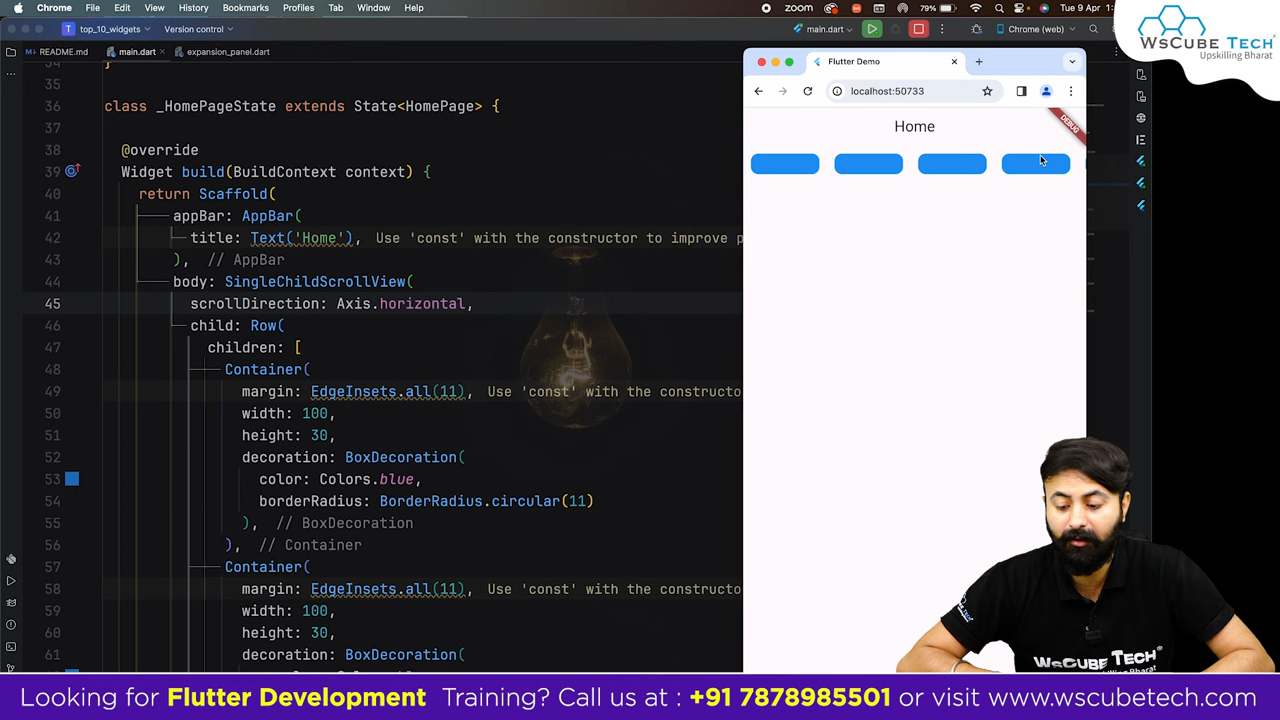 Chrome File Edit View History Bookmarks Profiles Tab Window Help
zoom 79% Tue 9 Apr
top_10_widgets Version control main.dart Chrome (web)
README.md main.dart expansion_panel.dart
WsCube Tech
Upskilling Bharat
Flutter Demo
localhost:50733
DEBUG
Home
35
36 class _HomePageState extends State<HomePage> {
37
38 @override
39 Widget build(BuildContext context) {
40 return Scaffold(
41 appBar: AppBar(
42 title: Text('Home'), Use 'const' with the constructor to improve p
43 ), // AppBar
44 body: SingleChildScrollView(
45 scrollDirection: Axis.horizontal,
46 child: Row(
47 children: [
48 Container(
49 margin: EdgeInsets.all(11), Use 'const' with the constructo
50 width: 100,
51 height: 30,
52 decoration: BoxDecoration(
53 color: Colors.blue,
54 borderRadius: BorderRadius.circular(11)
55 ), // BoxDecoration
56 ), // Container
57 Container(
58 margin: EdgeInsets.all(11), Use 'const' with the constructo
59 width: 100,
60 height: 30,
61 decoration: BoxDecoration(
WsCube Tech
Looking for Flutter Development Training? Call us at : +91 7878985501 or visit www.wscubetech.com